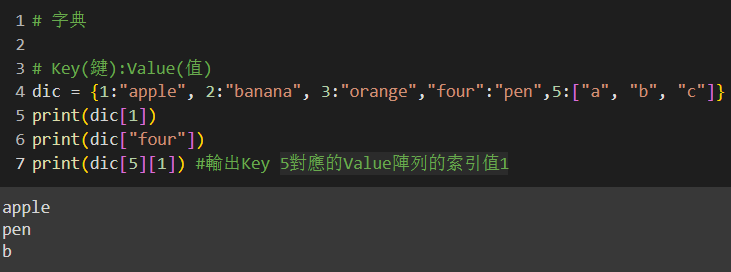 1 # 字典
2
3 # Key(鍵):Value(值)
4 dic = {1:"apple", 2:"banana", 3:"orange","four":"pen",5:["a", "b", "c"]}
5 print(dic[1])
6 print(dic["four"])
7 print(dic[5][1]) #輸出Key 5對應的Value陣列的索引值1
apple
pen
b